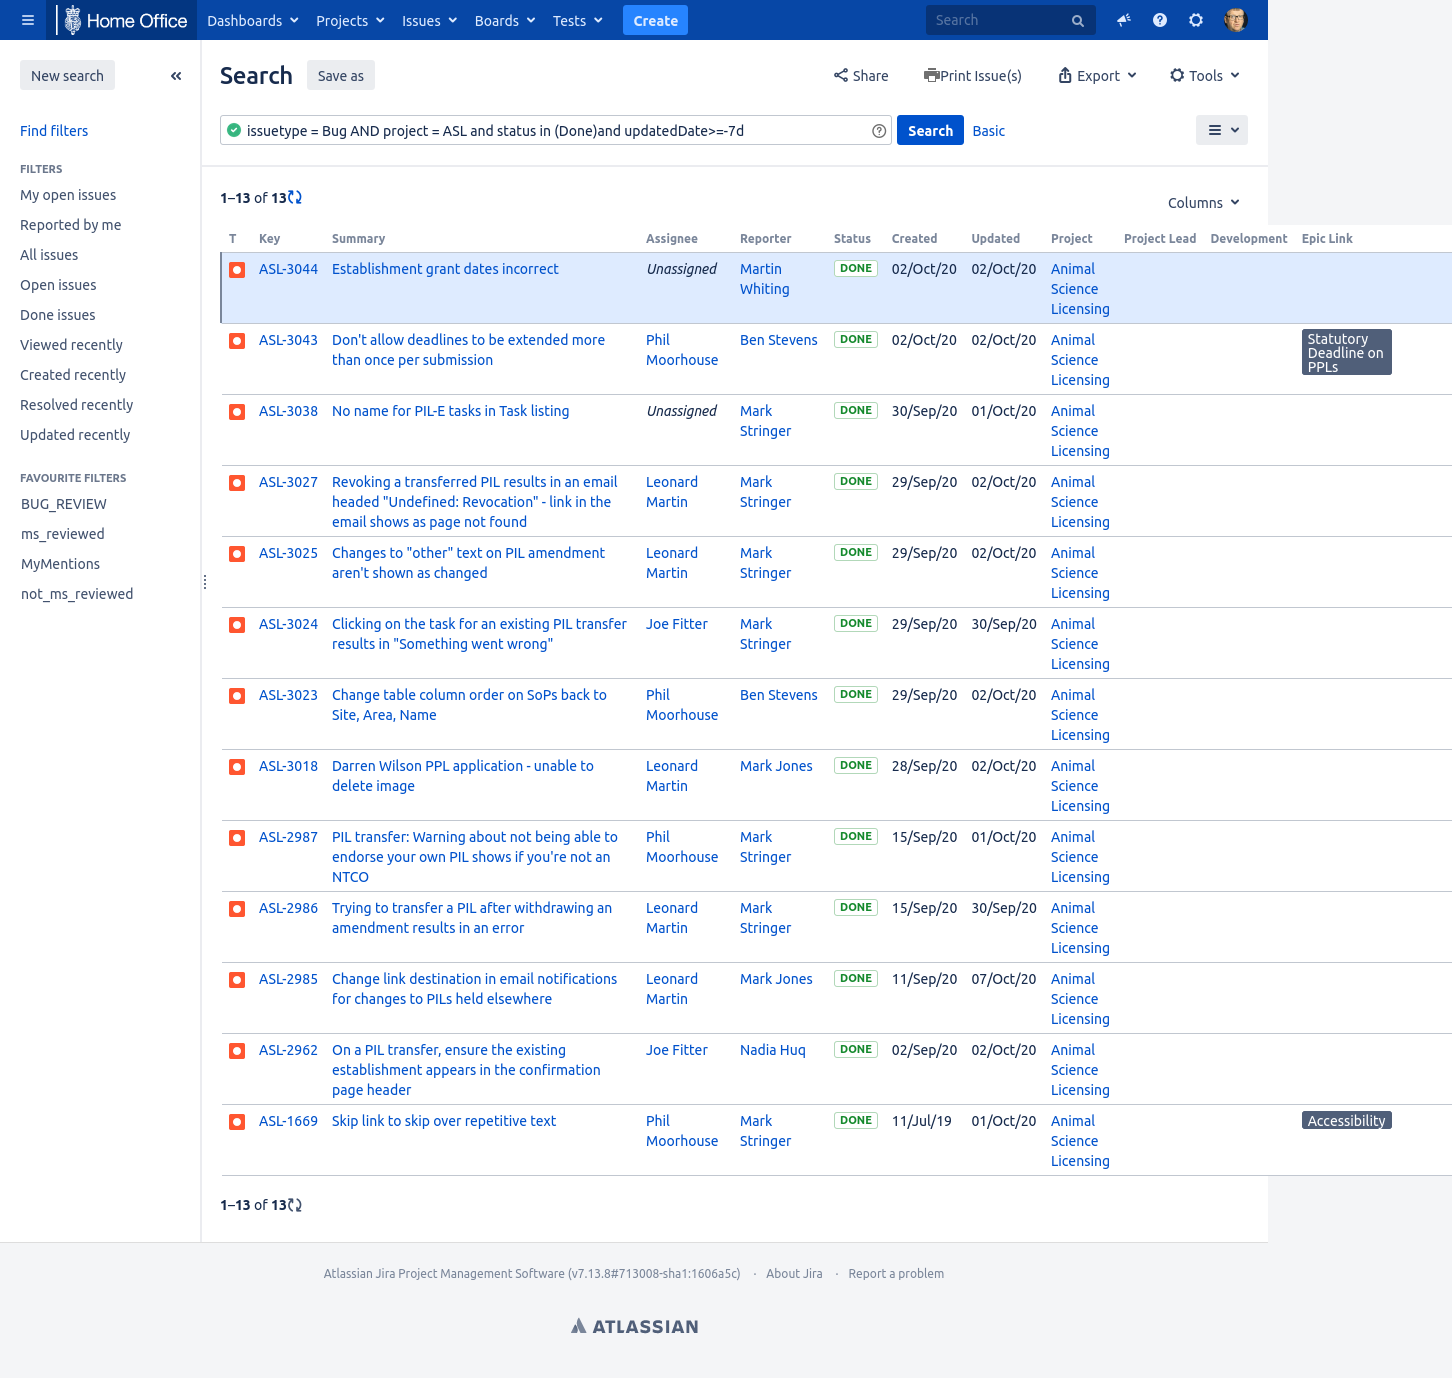 Home Office Dashboards Projects Issues Boards Tests Create Search
New search
Search Save as Share Print Issue(s) Export Tools
Find filters
issuetype = Bug AND project = ASL and status in (Done)and updatedDate>=-7d Search Basic
FILTERS
My open issues
Reported by me
All issues
Open issues
Done issues
Viewed recently
Created recently
Resolved recently
Updated recently
FAVOURITE FILTERS
BUG_REVIEW
ms_reviewed
MyMentions
not_ms_reviewed
1–13 of 13
Columns
T Key Summary Assignee Reporter Status Created Updated Project Project Lead Development Epic Link
ASL-3044 Establishment grant dates incorrect Unassigned Martin DONE 02/Oct/20 02/Oct/20 Animal
Whiting Science
Licensing
ASL-3043 Don't allow deadlines to be extended more Phil Ben Stevens DONE 02/Oct/20 02/Oct/20 Animal Statutory
than once per submission Moorhouse Science Deadline on
Licensing PPLs
ASL-3038 No name for PIL-E tasks in Task listing Unassigned Mark DONE 30/Sep/20 01/Oct/20 Animal
Stringer Science
Licensing
ASL-3027 Revoking a transferred PIL results in an email Leonard Mark DONE 29/Sep/20 02/Oct/20 Animal
headed "Undefined: Revocation" - link in the Martin Stringer Science
email shows as page not found Licensing
ASL-3025 Changes to "other" text on PIL amendment Leonard Mark DONE 29/Sep/20 02/Oct/20 Animal
aren't shown as changed Martin Stringer Science
Licensing
ASL-3024 Clicking on the task for an existing PIL transfer Joe Fitter Mark DONE 29/Sep/20 30/Sep/20 Animal
results in "Something went wrong" Stringer Science
Licensing
ASL-3023 Change table column order on SoPs back to Phil Ben Stevens DONE 29/Sep/20 02/Oct/20 Animal
Site, Area, Name Moorhouse Science
Licensing
ASL-3018 Darren Wilson PPL application - unable to Leonard Mark Jones DONE 28/Sep/20 02/Oct/20 Animal
delete image Martin Science
Licensing
ASL-2987 PIL transfer: Warning about not being able to Phil Mark DONE 15/Sep/20 01/Oct/20 Animal
endorse your own PIL shows if you're not an Moorhouse Stringer Science
NTCO Licensing
ASL-2986 Trying to transfer a PIL after withdrawing an Leonard Mark DONE 15/Sep/20 30/Sep/20 Animal
amendment results in an error Martin Stringer Science
Licensing
ASL-2985 Change link destination in email notifications Leonard Mark Jones DONE 11/Sep/20 07/Oct/20 Animal
for changes to PILs held elsewhere Martin Science
Licensing
ASL-2962 On a PIL transfer, ensure the existing Joe Fitter Nadia Huq DONE 02/Sep/20 02/Oct/20 Animal
establishment appears in the confirmation Science
page header Licensing
ASL-1669 Skip link to skip over repetitive text Phil Mark DONE 11/Jul/19 01/Oct/20 Animal Accessibility
Moorhouse Stringer Science
Licensing
1–13 of 13
Atlassian Jira Project Management Software (v7.13.8#713008-sha1:1606a5c) · About Jira · Report a problem
ATLASSIAN